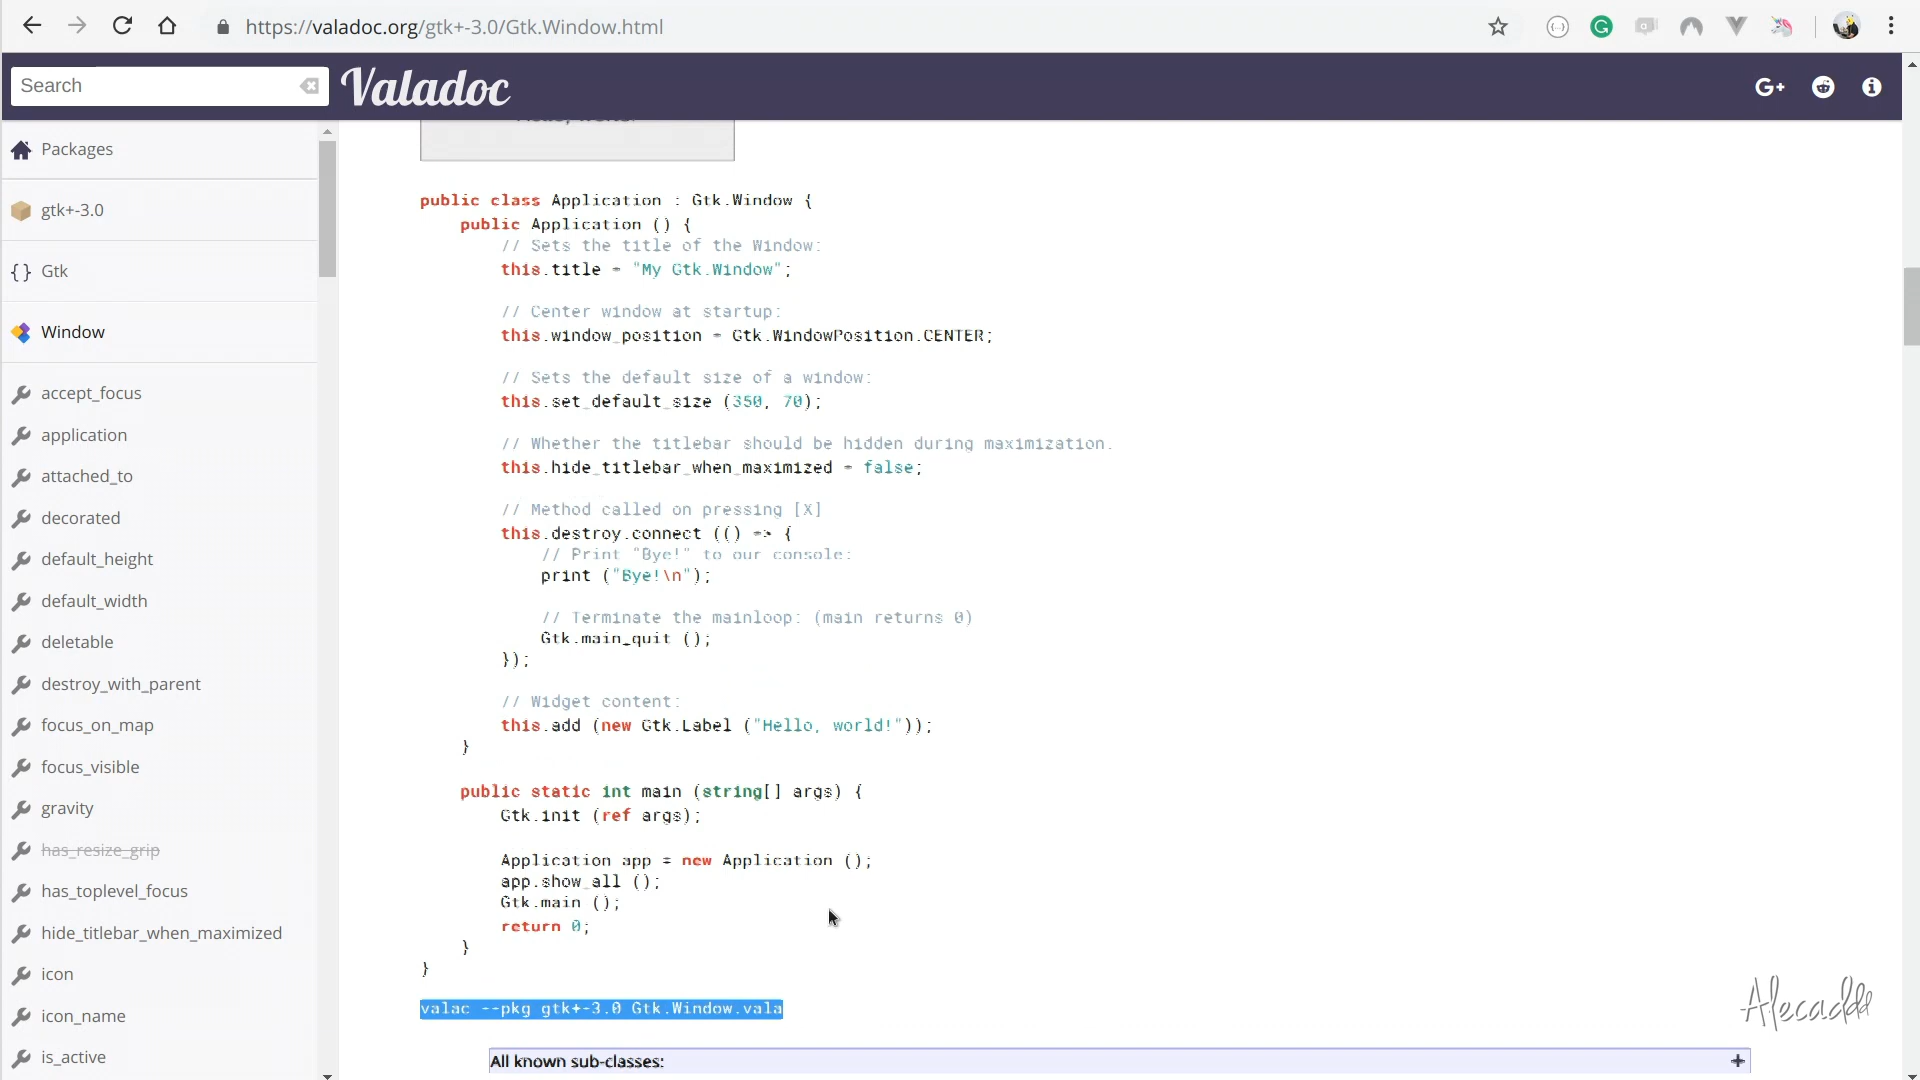 https://valadoc.org/gtk+-3.0/Gtk.Window.html
Search
Valadoc
G+
Packages
gtk+-3.0
{} Gtk
Window
accept_focus
application
attached_to
decorated
default_height
default_width
deletable
destroy_with_parent
focus_on_map
focus_visible
gravity
has_resize_grip
has_toplevel_focus
hide_titlebar_when_maximized
icon
icon_name
is_active
public class Application : Gtk.Window {
public Application () {
// Sets the title of the Window:
this.title = "My Gtk.Window";
// Center window at startup:
this.window_position = Gtk.WindowPosition.CENTER;
// Sets the default size of a window:
this.set_default_size (350, 70);
// Whether the titlebar should be hidden during maximization.
this.hide_titlebar_when_maximized = false;
// Method called on pressing [X]
this.destroy.connect (() => {
// Print "Bye!" to our console:
print ("Bye!\n");
// Terminate the mainloop: (main returns 0)
Gtk.main_quit ();
});
// Widget content:
this.add (new Gtk.Label ("Hello, world!"));
}
public static int main (string[] args) {
Gtk.init (ref args);
Application app = new Application ();
app.show_all ();
Gtk.main ();
return 0;
}
}
valac --pkg gtk+-3.0 Gtk.Window.vala
All known sub-classes:
+
Alecaddd